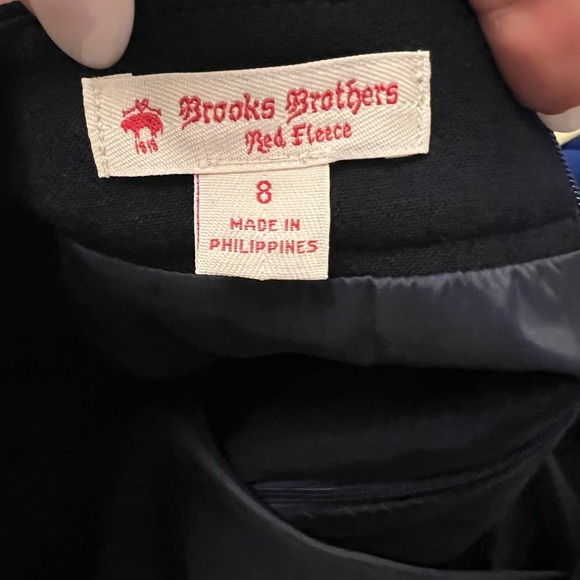 Brooks Brothers
Red Fleece
1818
8
MADE IN
PHILIPPINES